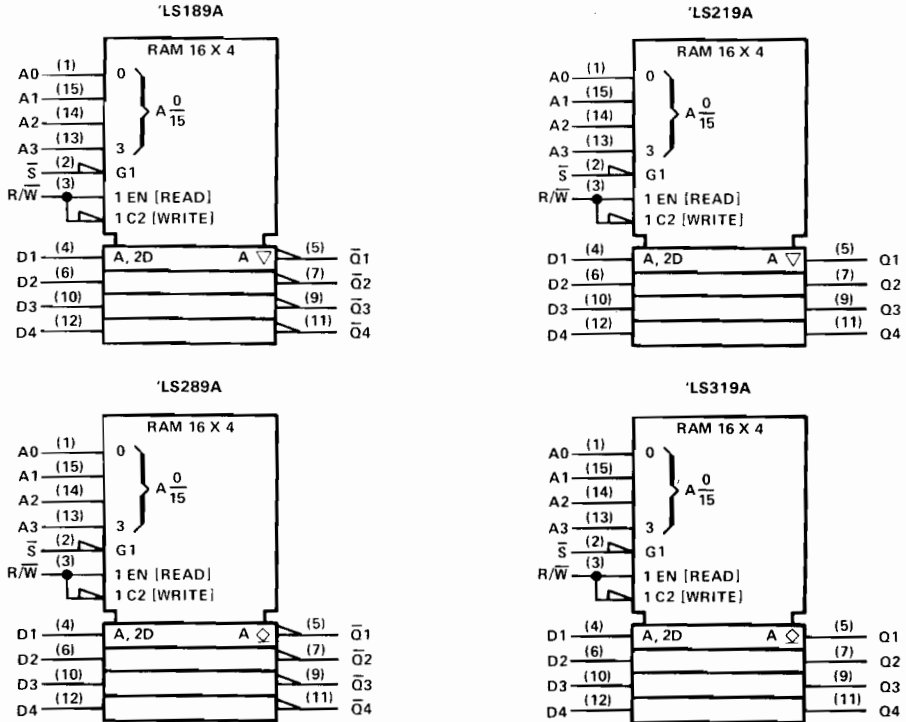 'LS189A
RAM 16 X 4
A0 (1) 0
A1 (15)
A2 (14) A 0/15
A3 (13) 3
S̅ (2) G1
R/W̅ (3) 1 EN [READ]
1 C2 [WRITE]
D1 (4) A, 2D A ▽ (5) Q̅1
D2 (6) (7) Q̅2
D3 (10) (9) Q̅3
D4 (12) (11) Q̅4
'LS219A
RAM 16 X 4
A0 (1) 0
A1 (15)
A2 (14) A 0/15
A3 (13) 3
S̅ (2) G1
R/W̅ (3) 1 EN [READ]
1 C2 [WRITE]
D1 (4) A, 2D A ▽ (5) Q1
D2 (6) (7) Q2
D3 (10) (9) Q3
D4 (12) (11) Q4
'LS289A
RAM 16 X 4
A0 (1) 0
A1 (15)
A2 (14) A 0/15
A3 (13) 3
S̅ (2) G1
R/W̅ (3) 1 EN [READ]
1 C2 [WRITE]
D1 (4) A, 2D A ◇ (5) Q̅1
D2 (6) (7) Q̅2
D3 (10) (9) Q̅3
D4 (12) (11) Q̅4
'LS319A
RAM 16 X 4
A0 (1) 0
A1 (15)
A2 (14) A 0/15
A3 (13) 3
S̅ (2) G1
R/W̅ (3) 1 EN [READ]
1 C2 [WRITE]
D1 (4) A, 2D A ◇ (5) Q1
D2 (6) (7) Q2
D3 (10) (9) Q3
D4 (12) (11) Q4